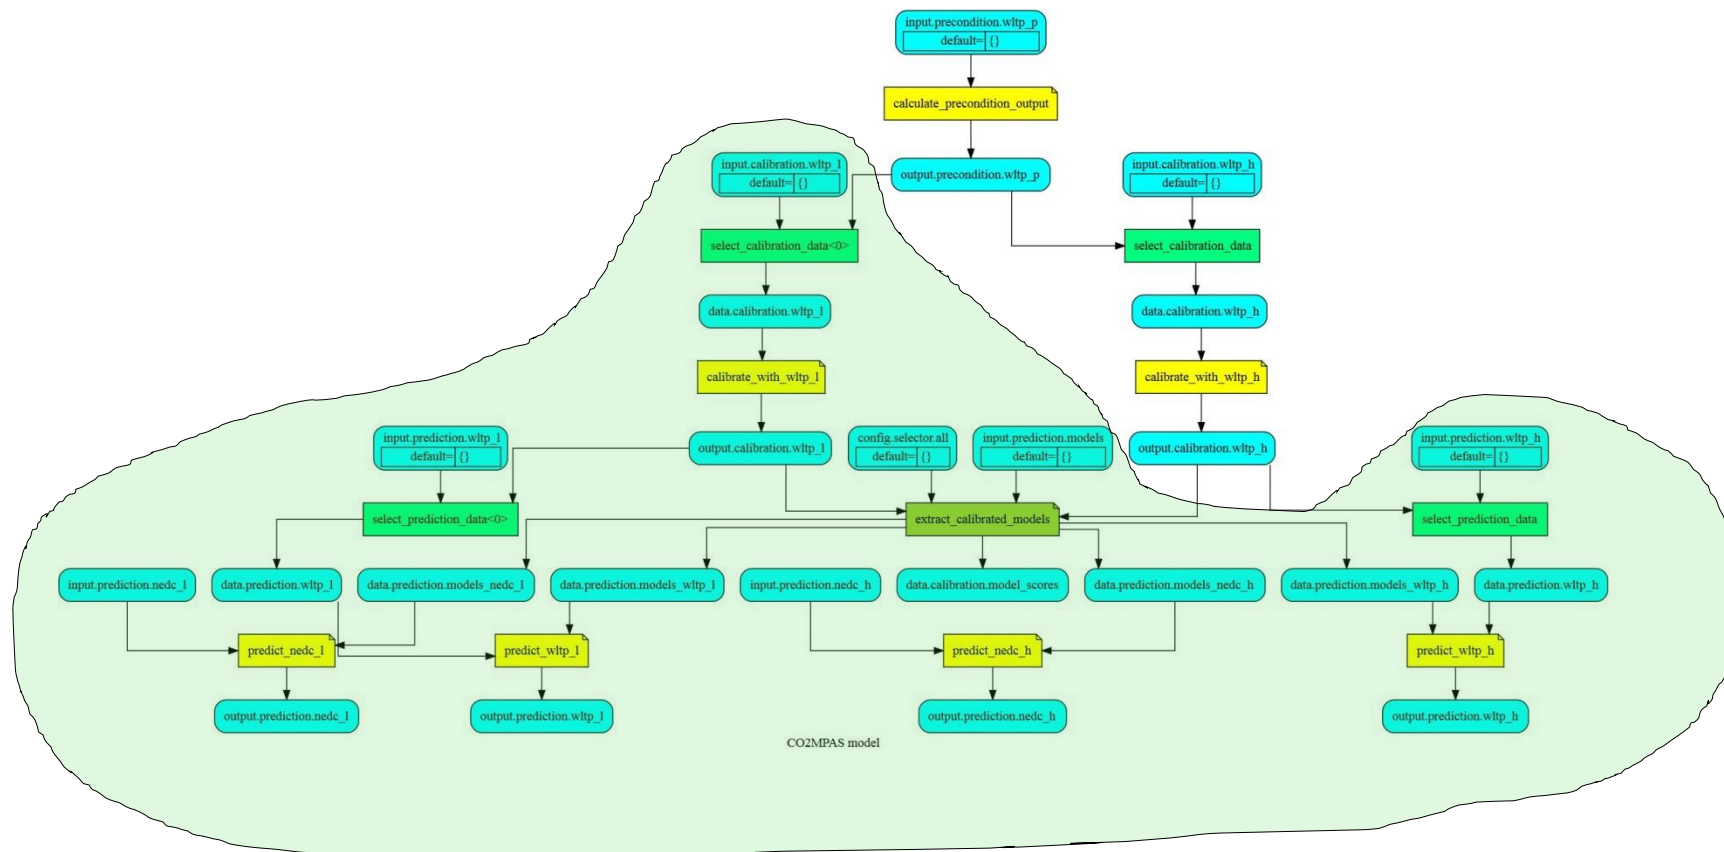 input.precondition.wltp_p
default= {}
calculate_precondition_output
output.precondition.wltp_p
input.calibration.wltp_l
default= {}
input.calibration.wltp_h
default= {}
select_calibration_data<0>
select_calibration_data
data.calibration.wltp_l
data.calibration.wltp_h
calibrate_with_wltp_l
calibrate_with_wltp_h
input.prediction.wltp_l
default= {}
output.calibration.wltp_l
config.selector.all
default= {}
input.prediction.models
default= {}
output.calibration.wltp_h
input.prediction.wltp_h
default= {}
select_prediction_data<0>
extract_calibrated_models
select_prediction_data
input.prediction.nedc_l
data.prediction.wltp_l
data.prediction.models_nedc_l
data.prediction.models_wltp_l
input.prediction.nedc_h
data.calibration.model_scores
data.prediction.models_nedc_h
data.prediction.models_wltp_h
data.prediction.wltp_h
predict_nedc_l
predict_wltp_l
predict_nedc_h
predict_wltp_h
output.prediction.nedc_l
output.prediction.wltp_l
output.prediction.nedc_h
output.prediction.wltp_h
CO2MPAS model